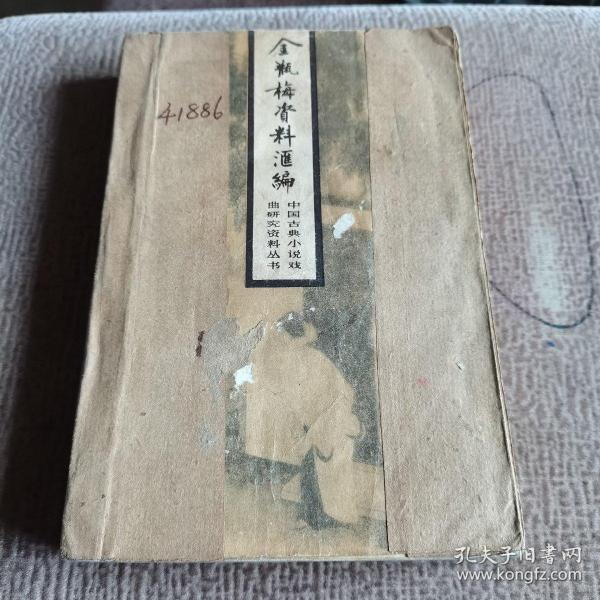 金瓶梅資料滙編
中国古典小说戏
曲研究资料丛书
41886
孔夫子旧书网
www.kongfz.com